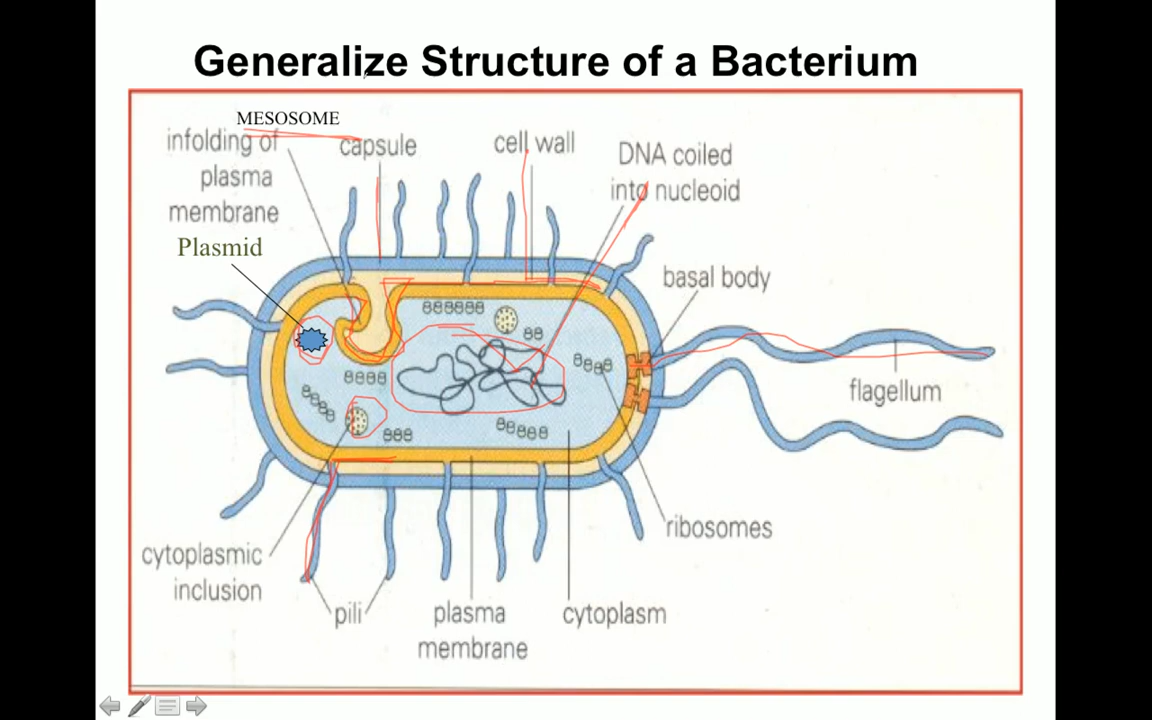 Generalize Structure of a Bacterium
MESOSOME
infolding of
plasma
membrane
capsule
cell wall
DNA coiled
into nucleoid
Plasmid
basal body
flagellum
ribosomes
cytoplasmic
inclusion
pili
plasma
membrane
cytoplasm